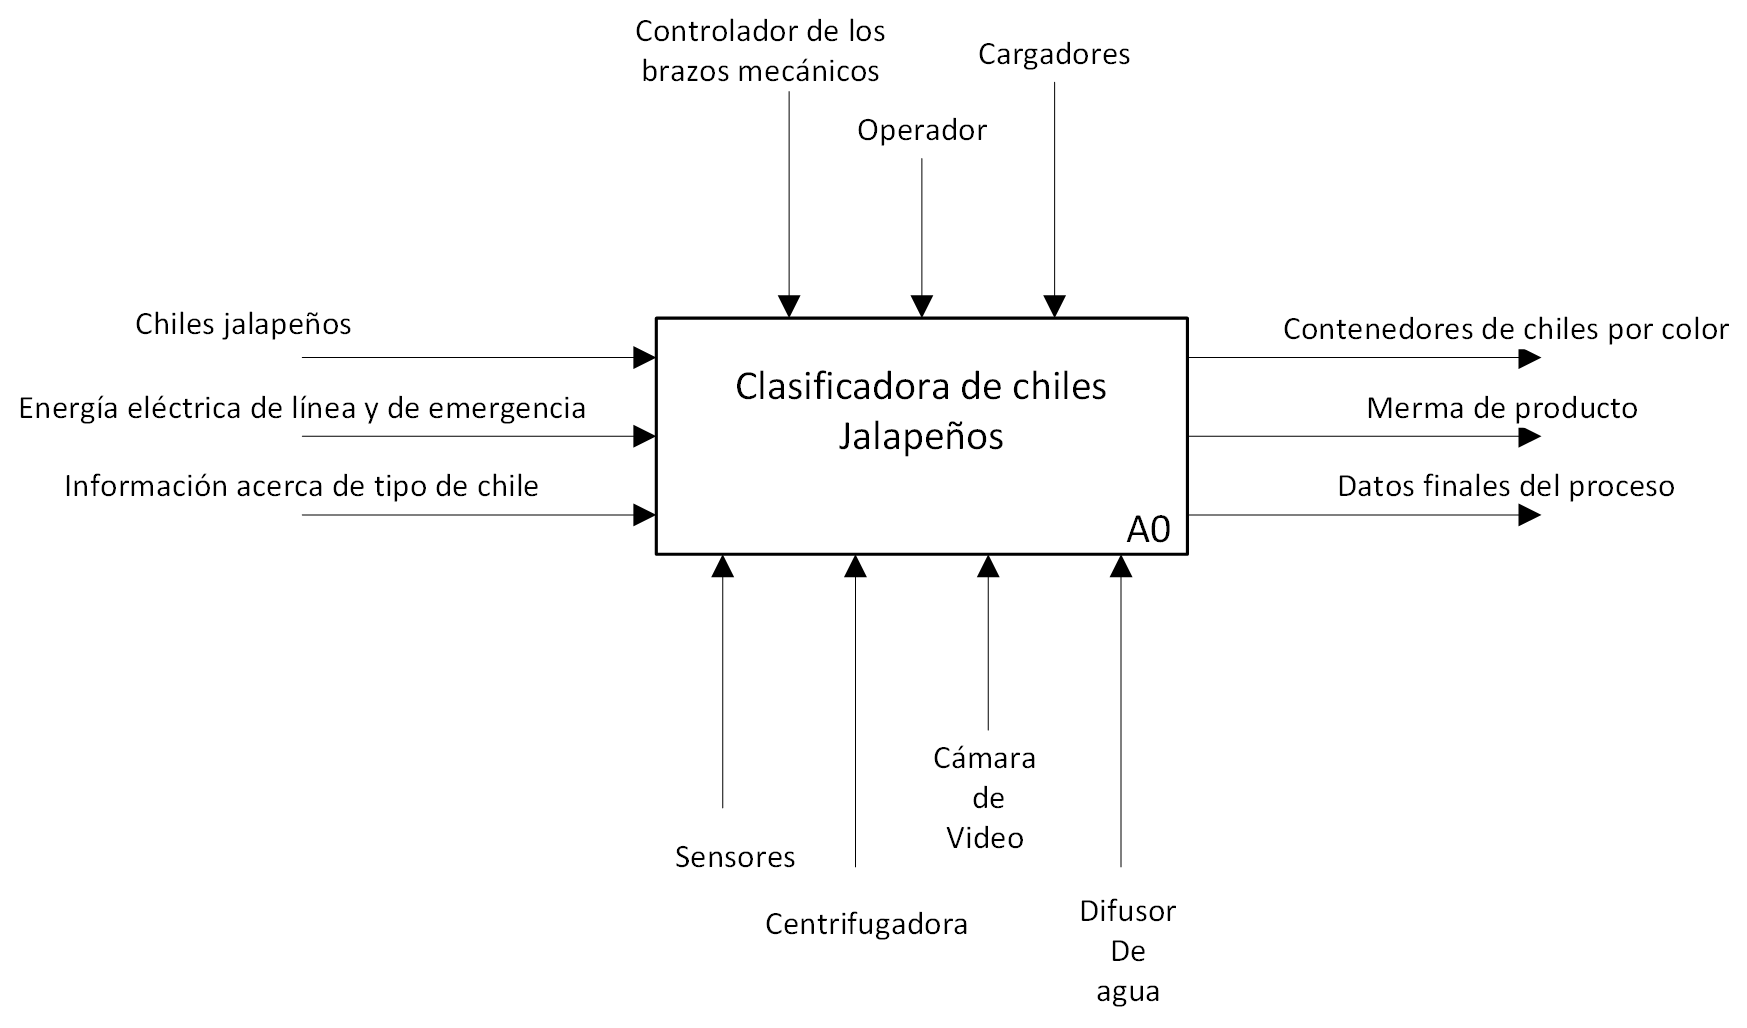 Controlador de los
brazos mecánicos
Cargadores
Operador
Chiles jalapeños
Energía eléctrica de línea y de emergencia
Información acerca de tipo de chile
Clasificadora de chiles
Jalapeños
A0
Contenedores de chiles por color
Merma de producto
Datos finales del proceso
Sensores
Centrifugadora
Cámara
de
Video
Difusor
De
agua